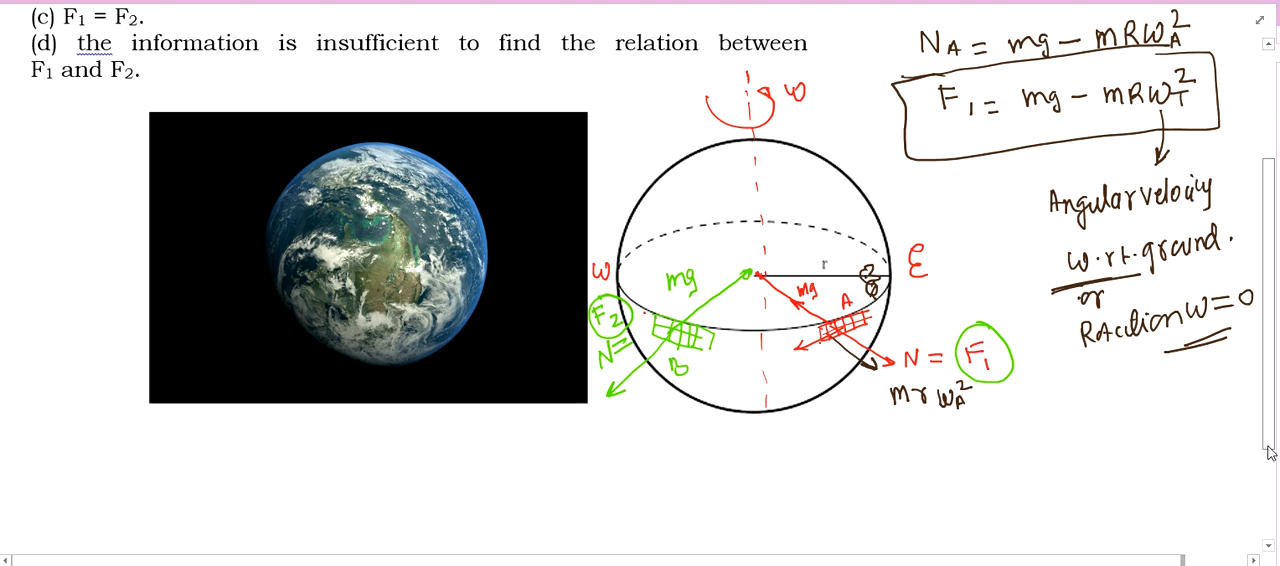 (c) F₁ = F₂.
(d) the information is insufficient to find the relation between
F₁ and F₂.
N_A = mg - mRω_A²
F₁ = mg - mRω_T²
Angular velocity
w.r.t. ground.
or
ω
W
E
r
mg
mg
A
B
F₂
N =
N = F₁
mrω_A²
ω = 0